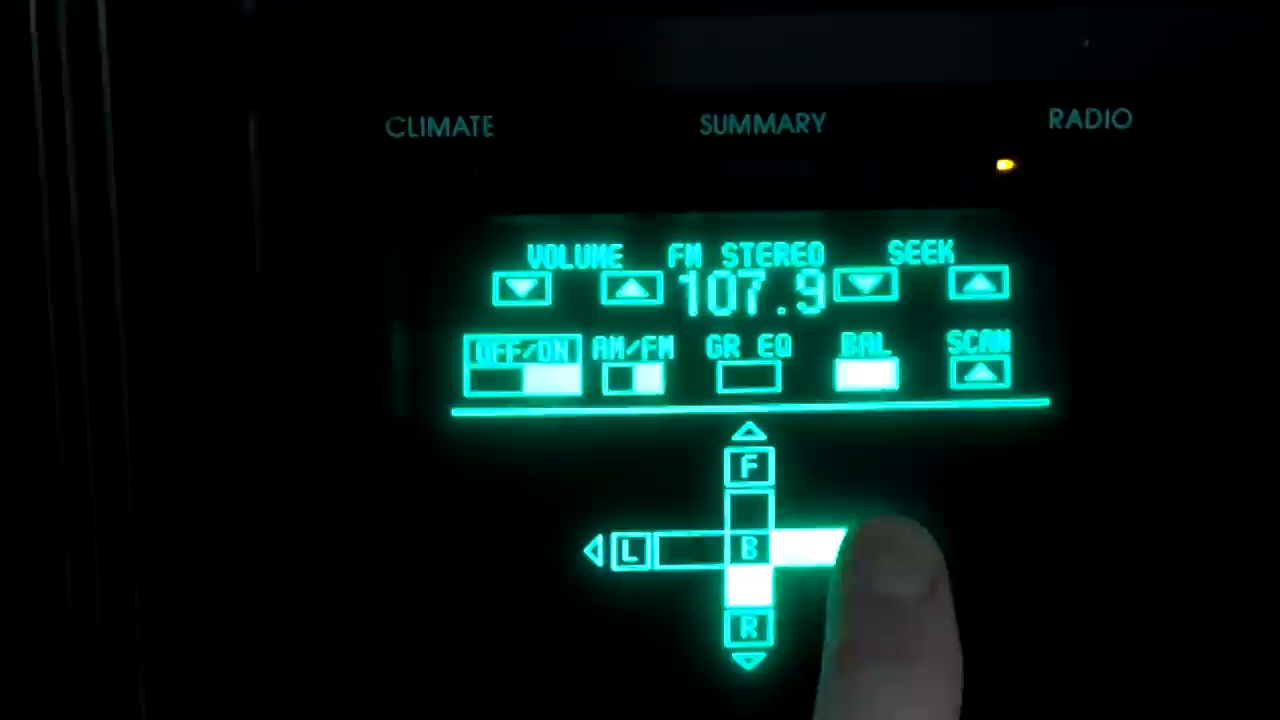 CLIMATE SUMMARY RADIO
VOLUME FM STEREO SEEK
107.9
OFF/ON AM/FM GR EQ BAL SCAN
F
L B
R